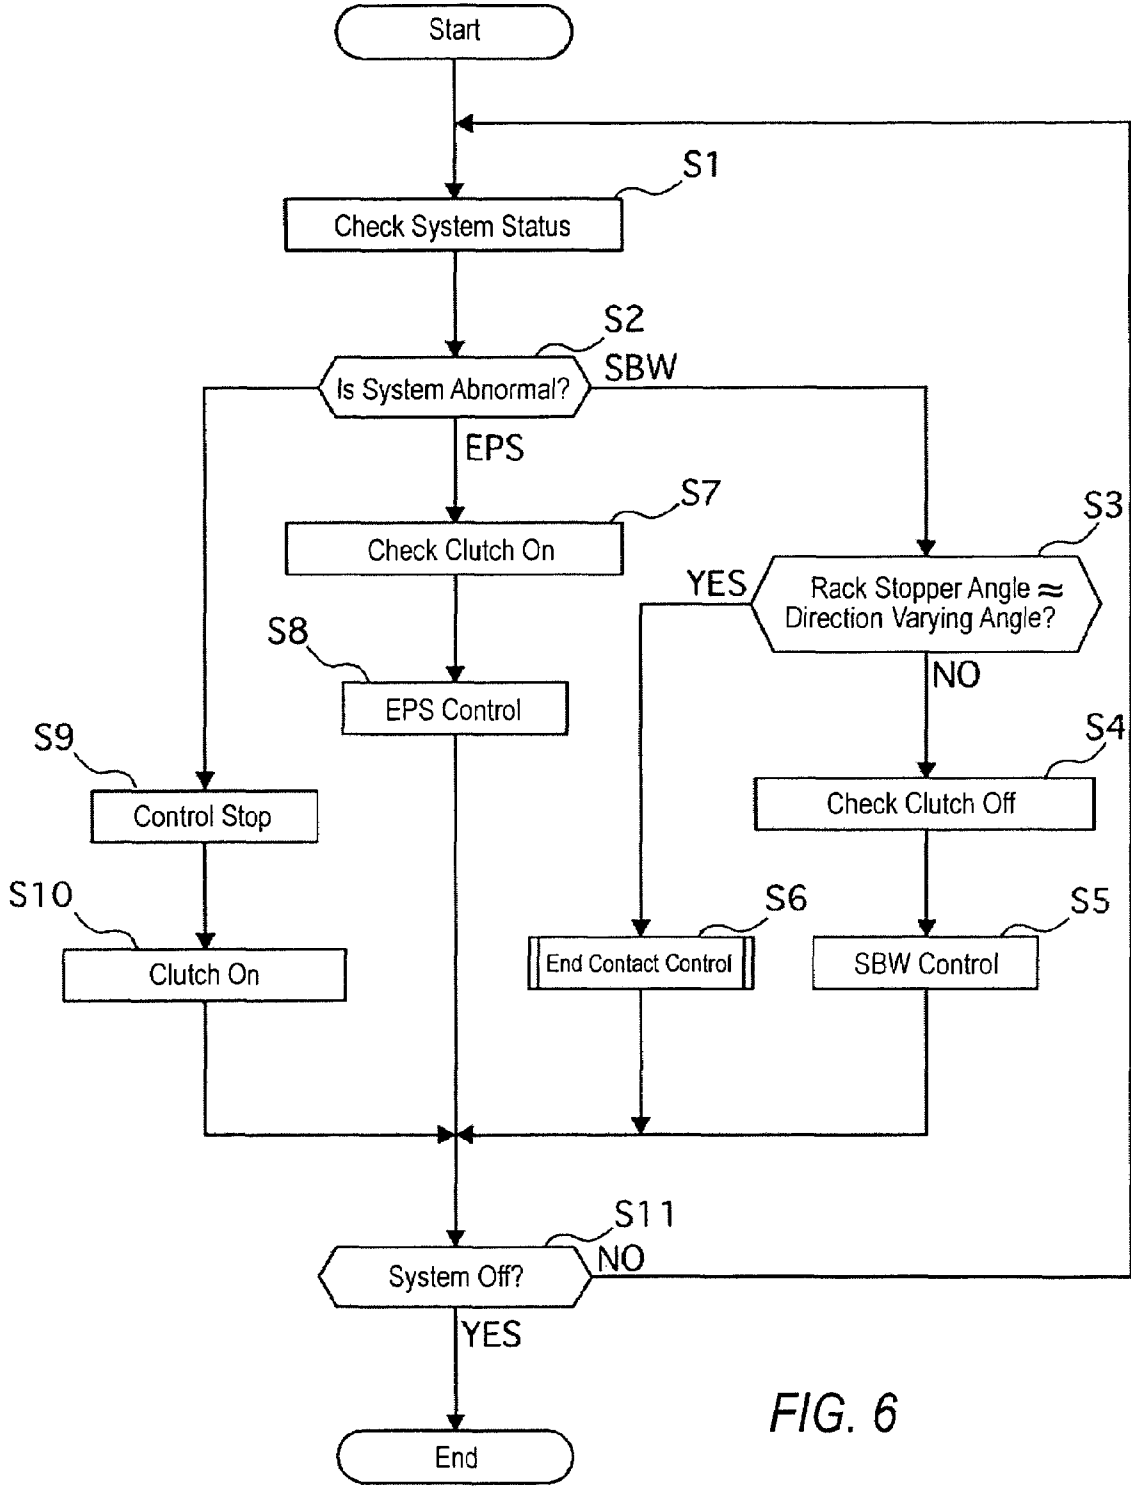 Start
S1
Check System Status
S2
Is System Abnormal?
SBW
EPS
S7
Check Clutch On
S3
Rack Stopper Angle ≈
Direction Varying Angle?
YES
NO
S8
EPS Control
S9
Control Stop
S4
Check Clutch Off
S10
Clutch On
S6
End Contact Control
S5
SBW Control
S11
System Off?
NO
YES
End
FIG. 6